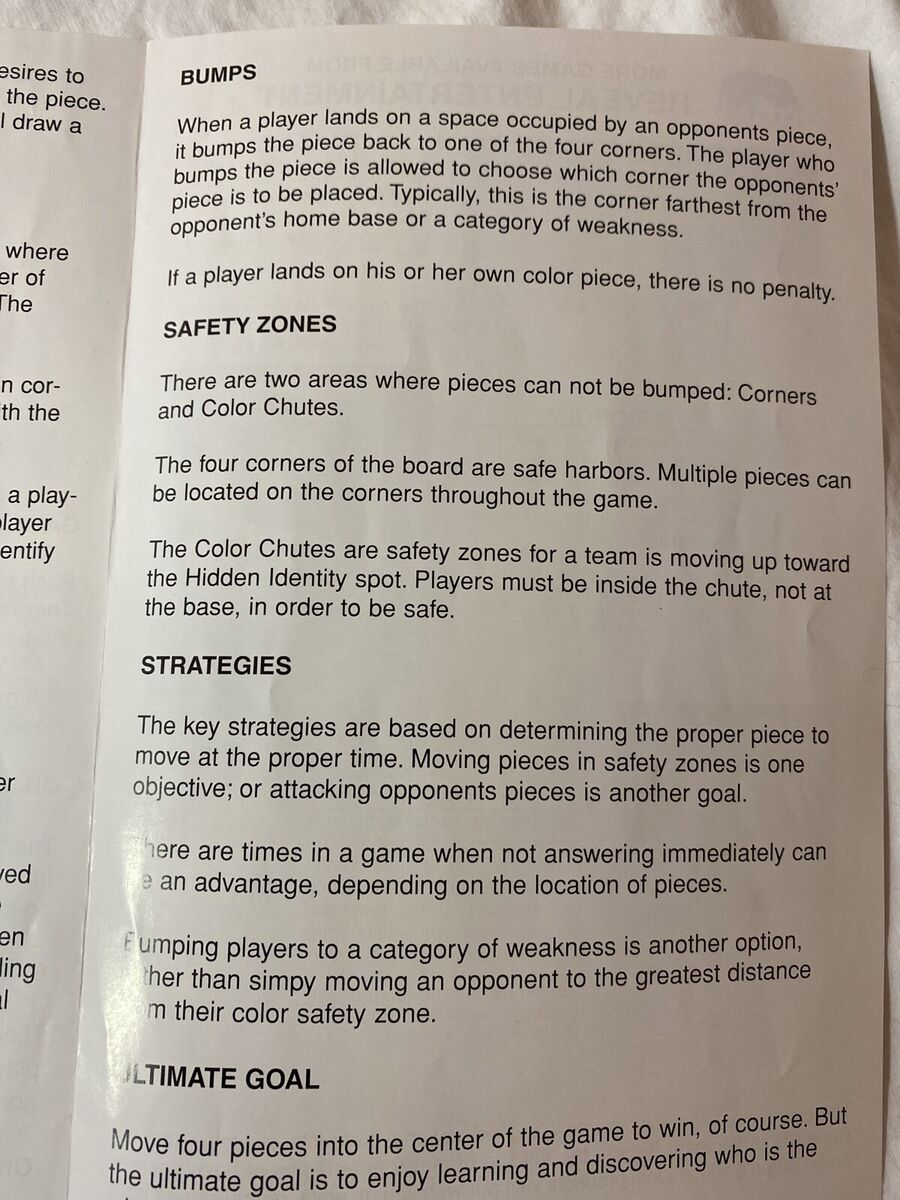 esires to
the piece.
l draw a
where
er of
The
n cor-
th the
a play-
layer
entify
er
ved
en
ling
l
BUMPS
When a player lands on a space occupied by an opponents piece,
it bumps the piece back to one of the four corners. The player who
bumps the piece is allowed to choose which corner the opponents'
piece is to be placed. Typically, this is the corner farthest from the
opponent's home base or a category of weakness.
If a player lands on his or her own color piece, there is no penalty.
SAFETY ZONES
There are two areas where pieces can not be bumped: Corners
and Color Chutes.
The four corners of the board are safe harbors. Multiple pieces can
be located on the corners throughout the game.
The Color Chutes are safety zones for a team is moving up toward
the Hidden Identity spot. Players must be inside the chute, not at
the base, in order to be safe.
STRATEGIES
The key strategies are based on determining the proper piece to
move at the proper time. Moving pieces in safety zones is one
objective; or attacking opponents pieces is another goal.
There are times in a game when not answering immediately can
be an advantage, depending on the location of pieces.
Bumping players to a category of weakness is another option,
ther than simpy moving an opponent to the greatest distance
m their color safety zone.
ULTIMATE GOAL
Move four pieces into the center of the game to win, of course. But
the ultimate goal is to enjoy learning and discovering who is the